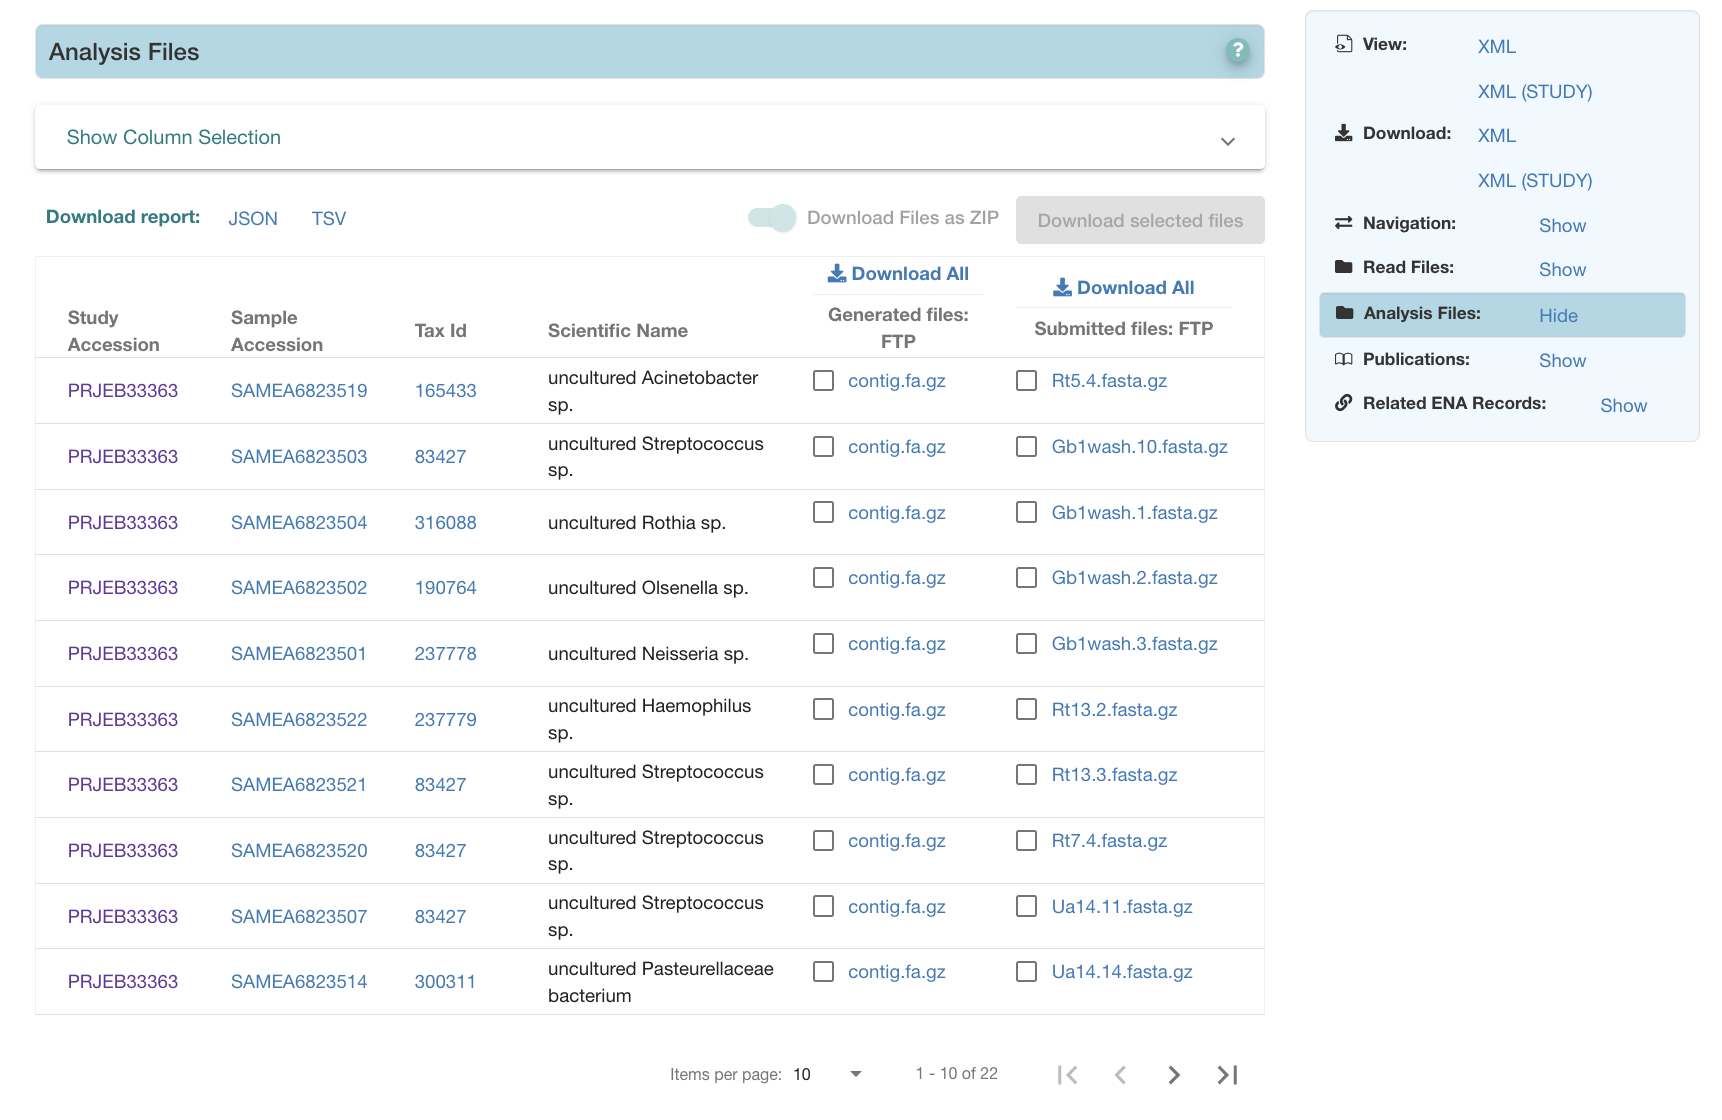 Analysis Files
?
Show Column Selection
Download report: JSON TSV
Download Files as ZIP
Download selected files
Study Accession
Sample Accession
Tax Id
Scientific Name
Download All
Generated files: FTP
Download All
Submitted files: FTP
PRJEB33363 SAMEA6823519 165433 uncultured Acinetobacter sp. contig.fa.gz Rt5.4.fasta.gz
PRJEB33363 SAMEA6823503 83427 uncultured Streptococcus sp. contig.fa.gz Gb1wash.10.fasta.gz
PRJEB33363 SAMEA6823504 316088 uncultured Rothia sp. contig.fa.gz Gb1wash.1.fasta.gz
PRJEB33363 SAMEA6823502 190764 uncultured Olsenella sp. contig.fa.gz Gb1wash.2.fasta.gz
PRJEB33363 SAMEA6823501 237778 uncultured Neisseria sp. contig.fa.gz Gb1wash.3.fasta.gz
PRJEB33363 SAMEA6823522 237779 uncultured Haemophilus sp. contig.fa.gz Rt13.2.fasta.gz
PRJEB33363 SAMEA6823521 83427 uncultured Streptococcus sp. contig.fa.gz Rt13.3.fasta.gz
PRJEB33363 SAMEA6823520 83427 uncultured Streptococcus sp. contig.fa.gz Rt7.4.fasta.gz
PRJEB33363 SAMEA6823507 83427 uncultured Streptococcus sp. contig.fa.gz Ua14.11.fasta.gz
PRJEB33363 SAMEA6823514 300311 uncultured Pasteurellaceae bacterium contig.fa.gz Ua14.14.fasta.gz
Items per page: 10 1 - 10 of 22
View: XML
XML (STUDY)
Download: XML
XML (STUDY)
Navigation: Show
Read Files: Show
Analysis Files: Hide
Publications: Show
Related ENA Records: Show